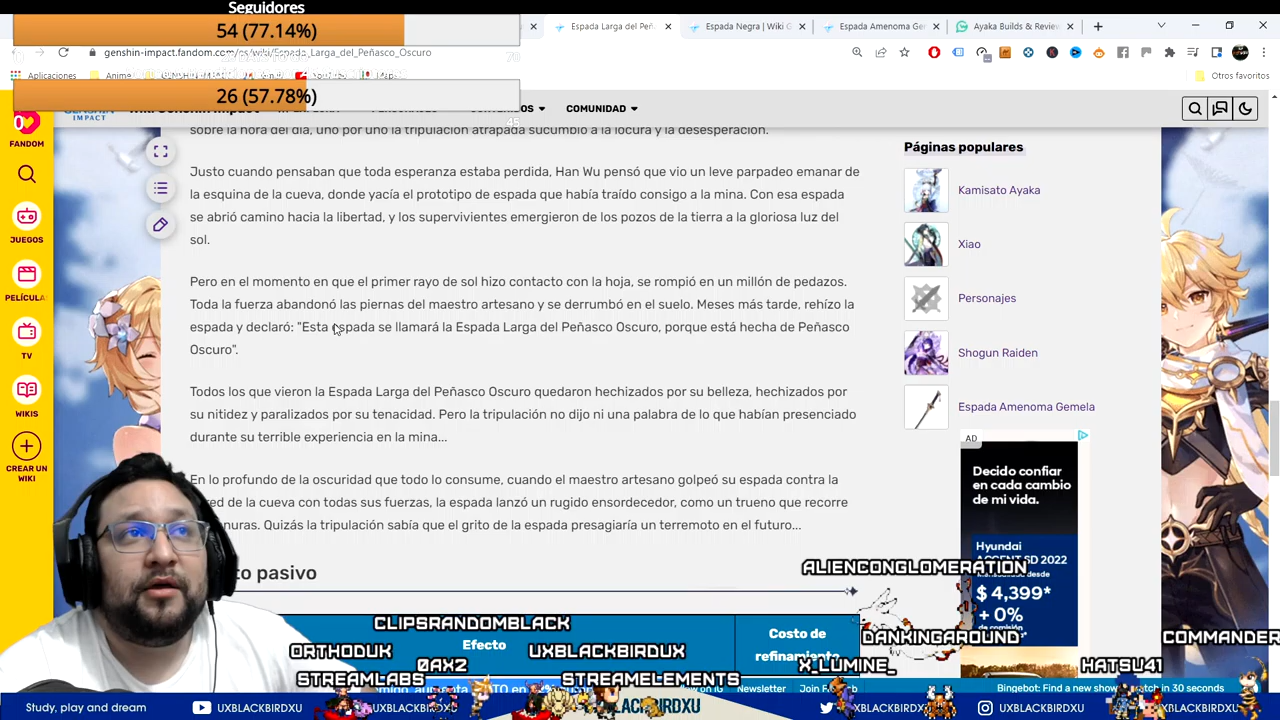 Seguidores
54 (77.14%)
70
26 (57.78%)
45
Espada Larga del Peñ
Espada Negra | Wiki G
Espada Amenoma Ge
Ayaka Builds & Review
genshin-impact.fandom.com/es/wiki/Espada_Larga_del_Peñasco_Oscuro
Aplicaciones
Otros favoritos
IMPACT
COMUNIDAD
0
FANDOM
JUEGOS
PELÍCULA
TV
WIKIS
CREAR UN
WIKI
sobre la hora del día, uno por uno la tripulación atrapada sucumbió a la locura y la desesperación.
Justo cuando pensaban que toda esperanza estaba perdida, Han Wu pensó que vio un leve parpadeo emanar de
la esquina de la cueva, donde yacía el prototipo de espada que había traído consigo a la mina. Con esa espada
se abrió camino hacia la libertad, y los supervivientes emergieron de los pozos de la tierra a la gloriosa luz del
sol.
Pero en el momento en que el primer rayo de sol hizo contacto con la hoja, se rompió en un millón de pedazos.
Toda la fuerza abandonó las piernas del maestro artesano y se derrumbó en el suelo. Meses más tarde, rehízo la
espada y declaró: "Esta espada se llamará la Espada Larga del Peñasco Oscuro, porque está hecha de Peñasco
Oscuro".
Todos los que vieron la Espada Larga del Peñasco Oscuro quedaron hechizados por su belleza, hechizados por
su nitidez y paralizados por su tenacidad. Pero la tripulación no dijo ni una palabra de lo que habían presenciado
durante su terrible experiencia en la mina...
En lo profundo de la oscuridad que todo lo consume, cuando el maestro artesano golpeó su espada contra la
red de la cueva con todas sus fuerzas, la espada lanzó un rugido ensordecedor, como un trueno que recorre
nuras. Quizás la tripulación sabía que el grito de la espada presagiaría un terremoto en el futuro...
to pasivo
Efecto
Costo de
refinamiento
Páginas populares
Kamisato Ayaka
Xiao
Personajes
Shogun Raiden
Espada Amenoma Gemela
AD
Decido confiar
en cada cambio
de mi vida.
Hyundai
ACCENT SD 2022
$ 4,399*
+ 0%
ALIENCONGLOMERATION
CLIPSRANDOMBLACK
DANKINGAROUND
COMMANDER
ORTHODUK
UXBLACKBIRDUX
0AX2
X_LUMINE_
HATSU41
STREAMLABS
STREAMELEMENTS
Follow on IG
Newsletter
Bingebot: Find a new show to watch in 30 seconds
Study, play and dream
UXBLACKBIRDXU
UXBLACKBIRDXU
BLACKBIRDXU
UXBLACKBIRDXU
UXBLACKBIRDXU